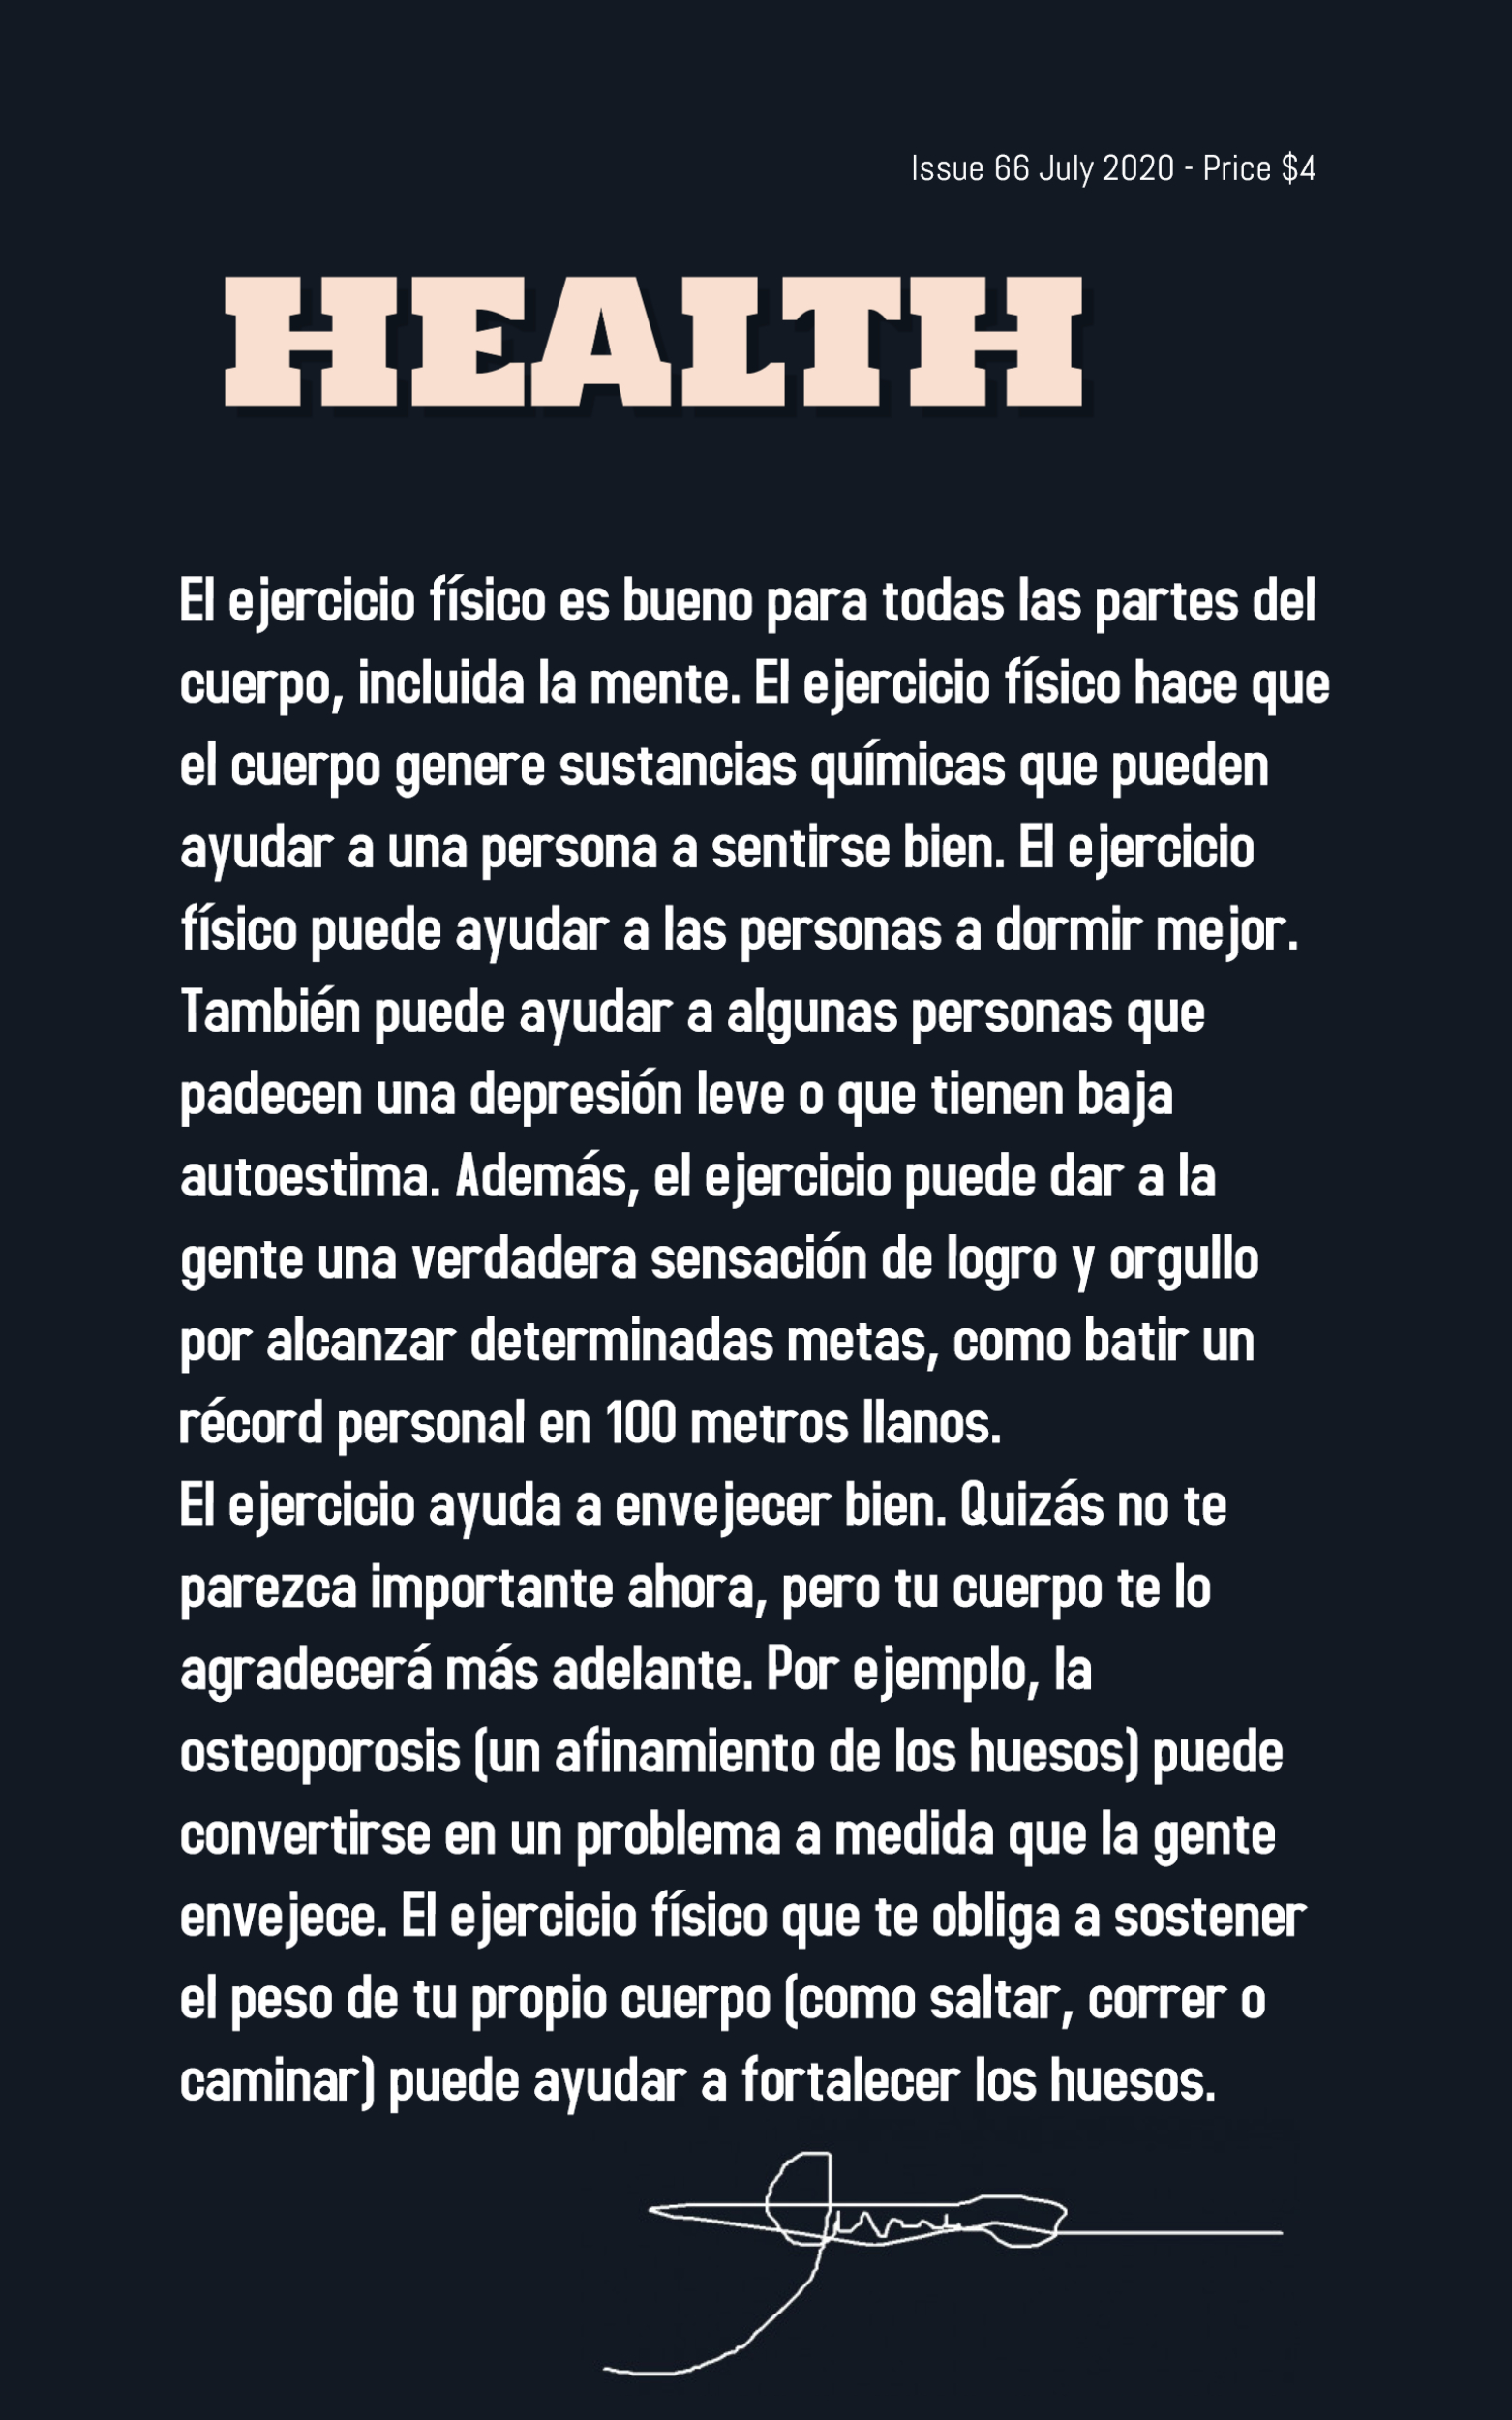 Issue 66 July 2020 - Price $4
HEALTH
El ejercicio físico es bueno para todas las partes del
cuerpo, incluida la mente. El ejercicio físico hace que
el cuerpo genere sustancias químicas que pueden
ayudar a una persona a sentirse bien. El ejercicio
físico puede ayudar a las personas a dormir mejor.
También puede ayudar a algunas personas que
padecen una depresión leve o que tienen baja
autoestima. Además, el ejercicio puede dar a la
gente una verdadera sensación de logro y orgullo
por alcanzar determinadas metas, como batir un
récord personal en 100 metros llanos.
El ejercicio ayuda a envejecer bien. Quizás no te
parezca importante ahora, pero tu cuerpo te lo
agradecerá más adelante. Por ejemplo, la
osteoporosis (un afinamiento de los huesos) puede
convertirse en un problema a medida que la gente
envejece. El ejercicio físico que te obliga a sostener
el peso de tu propio cuerpo (como saltar, correr o
caminar) puede ayudar a fortalecer los huesos.